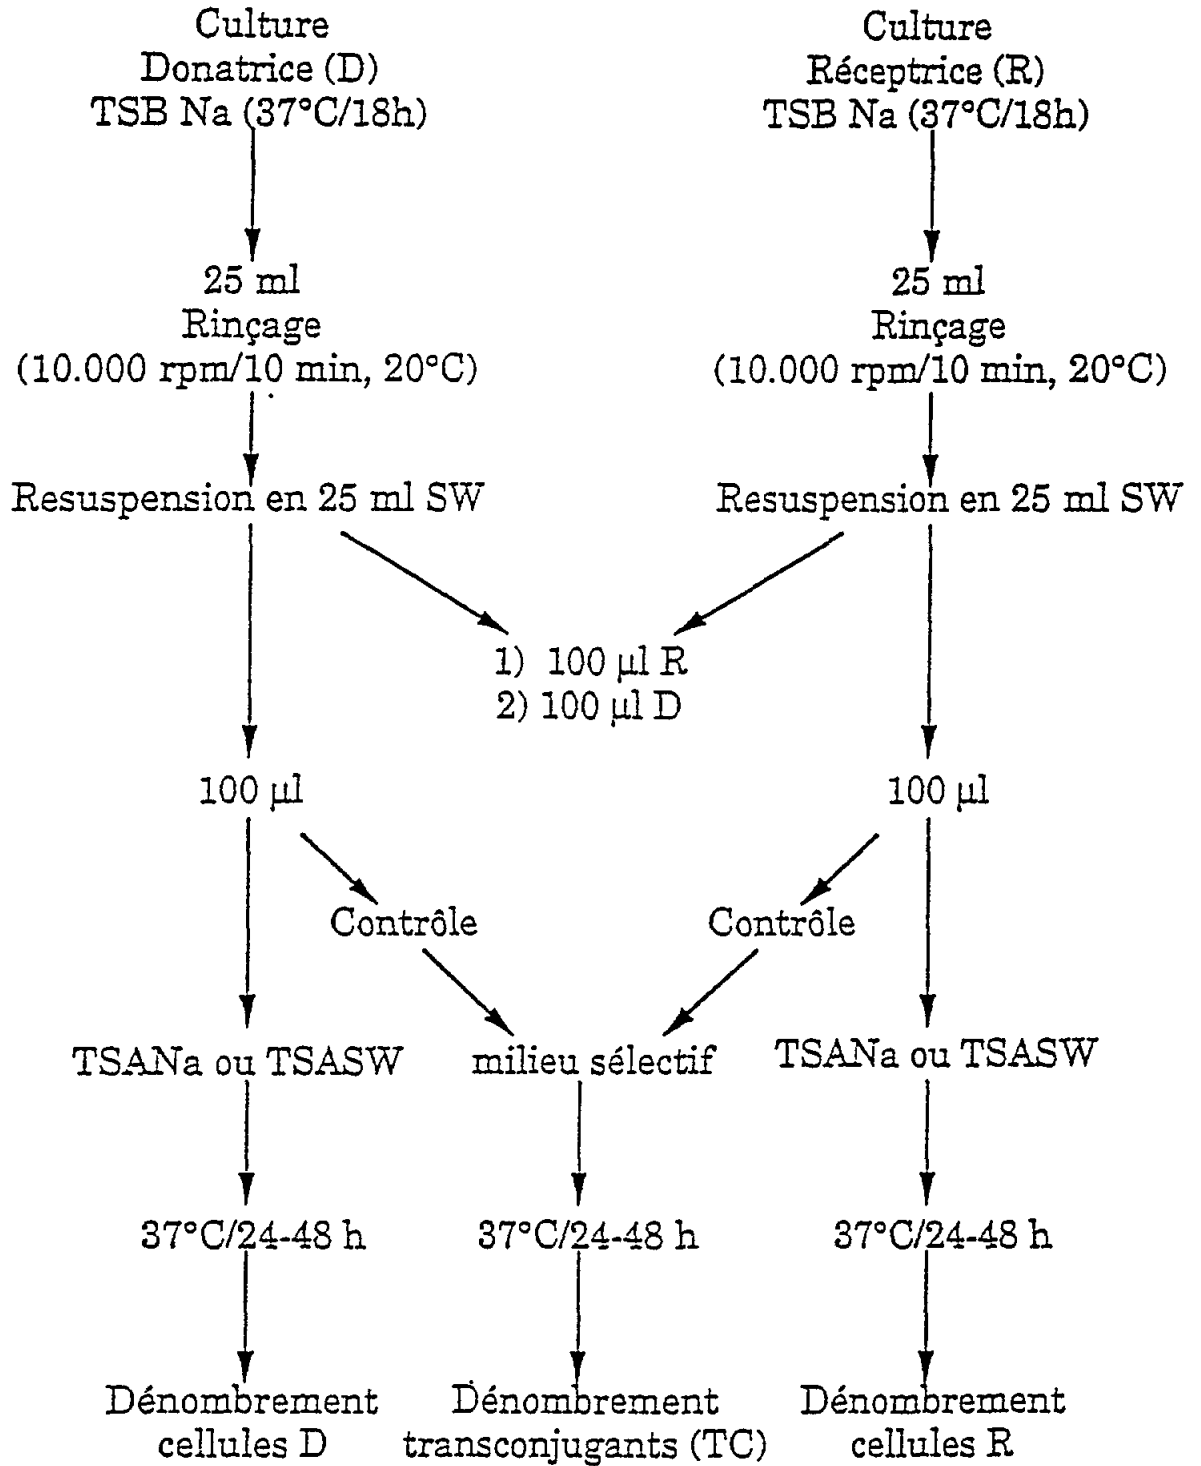 Culture
Donatrice (D)
TSB Na (37°C/18h)
Culture
Réceptrice (R)
TSB Na (37°C/18h)
25 ml
Rinçage
(10.000 rpm/10 min, 20°C)
25 ml
Rinçage
(10.000 rpm/10 min, 20°C)
Resuspension en 25 ml SW
Resuspension en 25 ml SW
1) 100 µl R
2) 100 µl D
100 µl
100 µl
Contrôle
Contrôle
TSANa ou TSASW
milieu sélectif
TSANa ou TSASW
37°C/24-48 h
37°C/24-48 h
37°C/24-48 h
Dénombrement
cellules D
Dénombrement
transconjugants (TC)
Dénombrement
cellules R